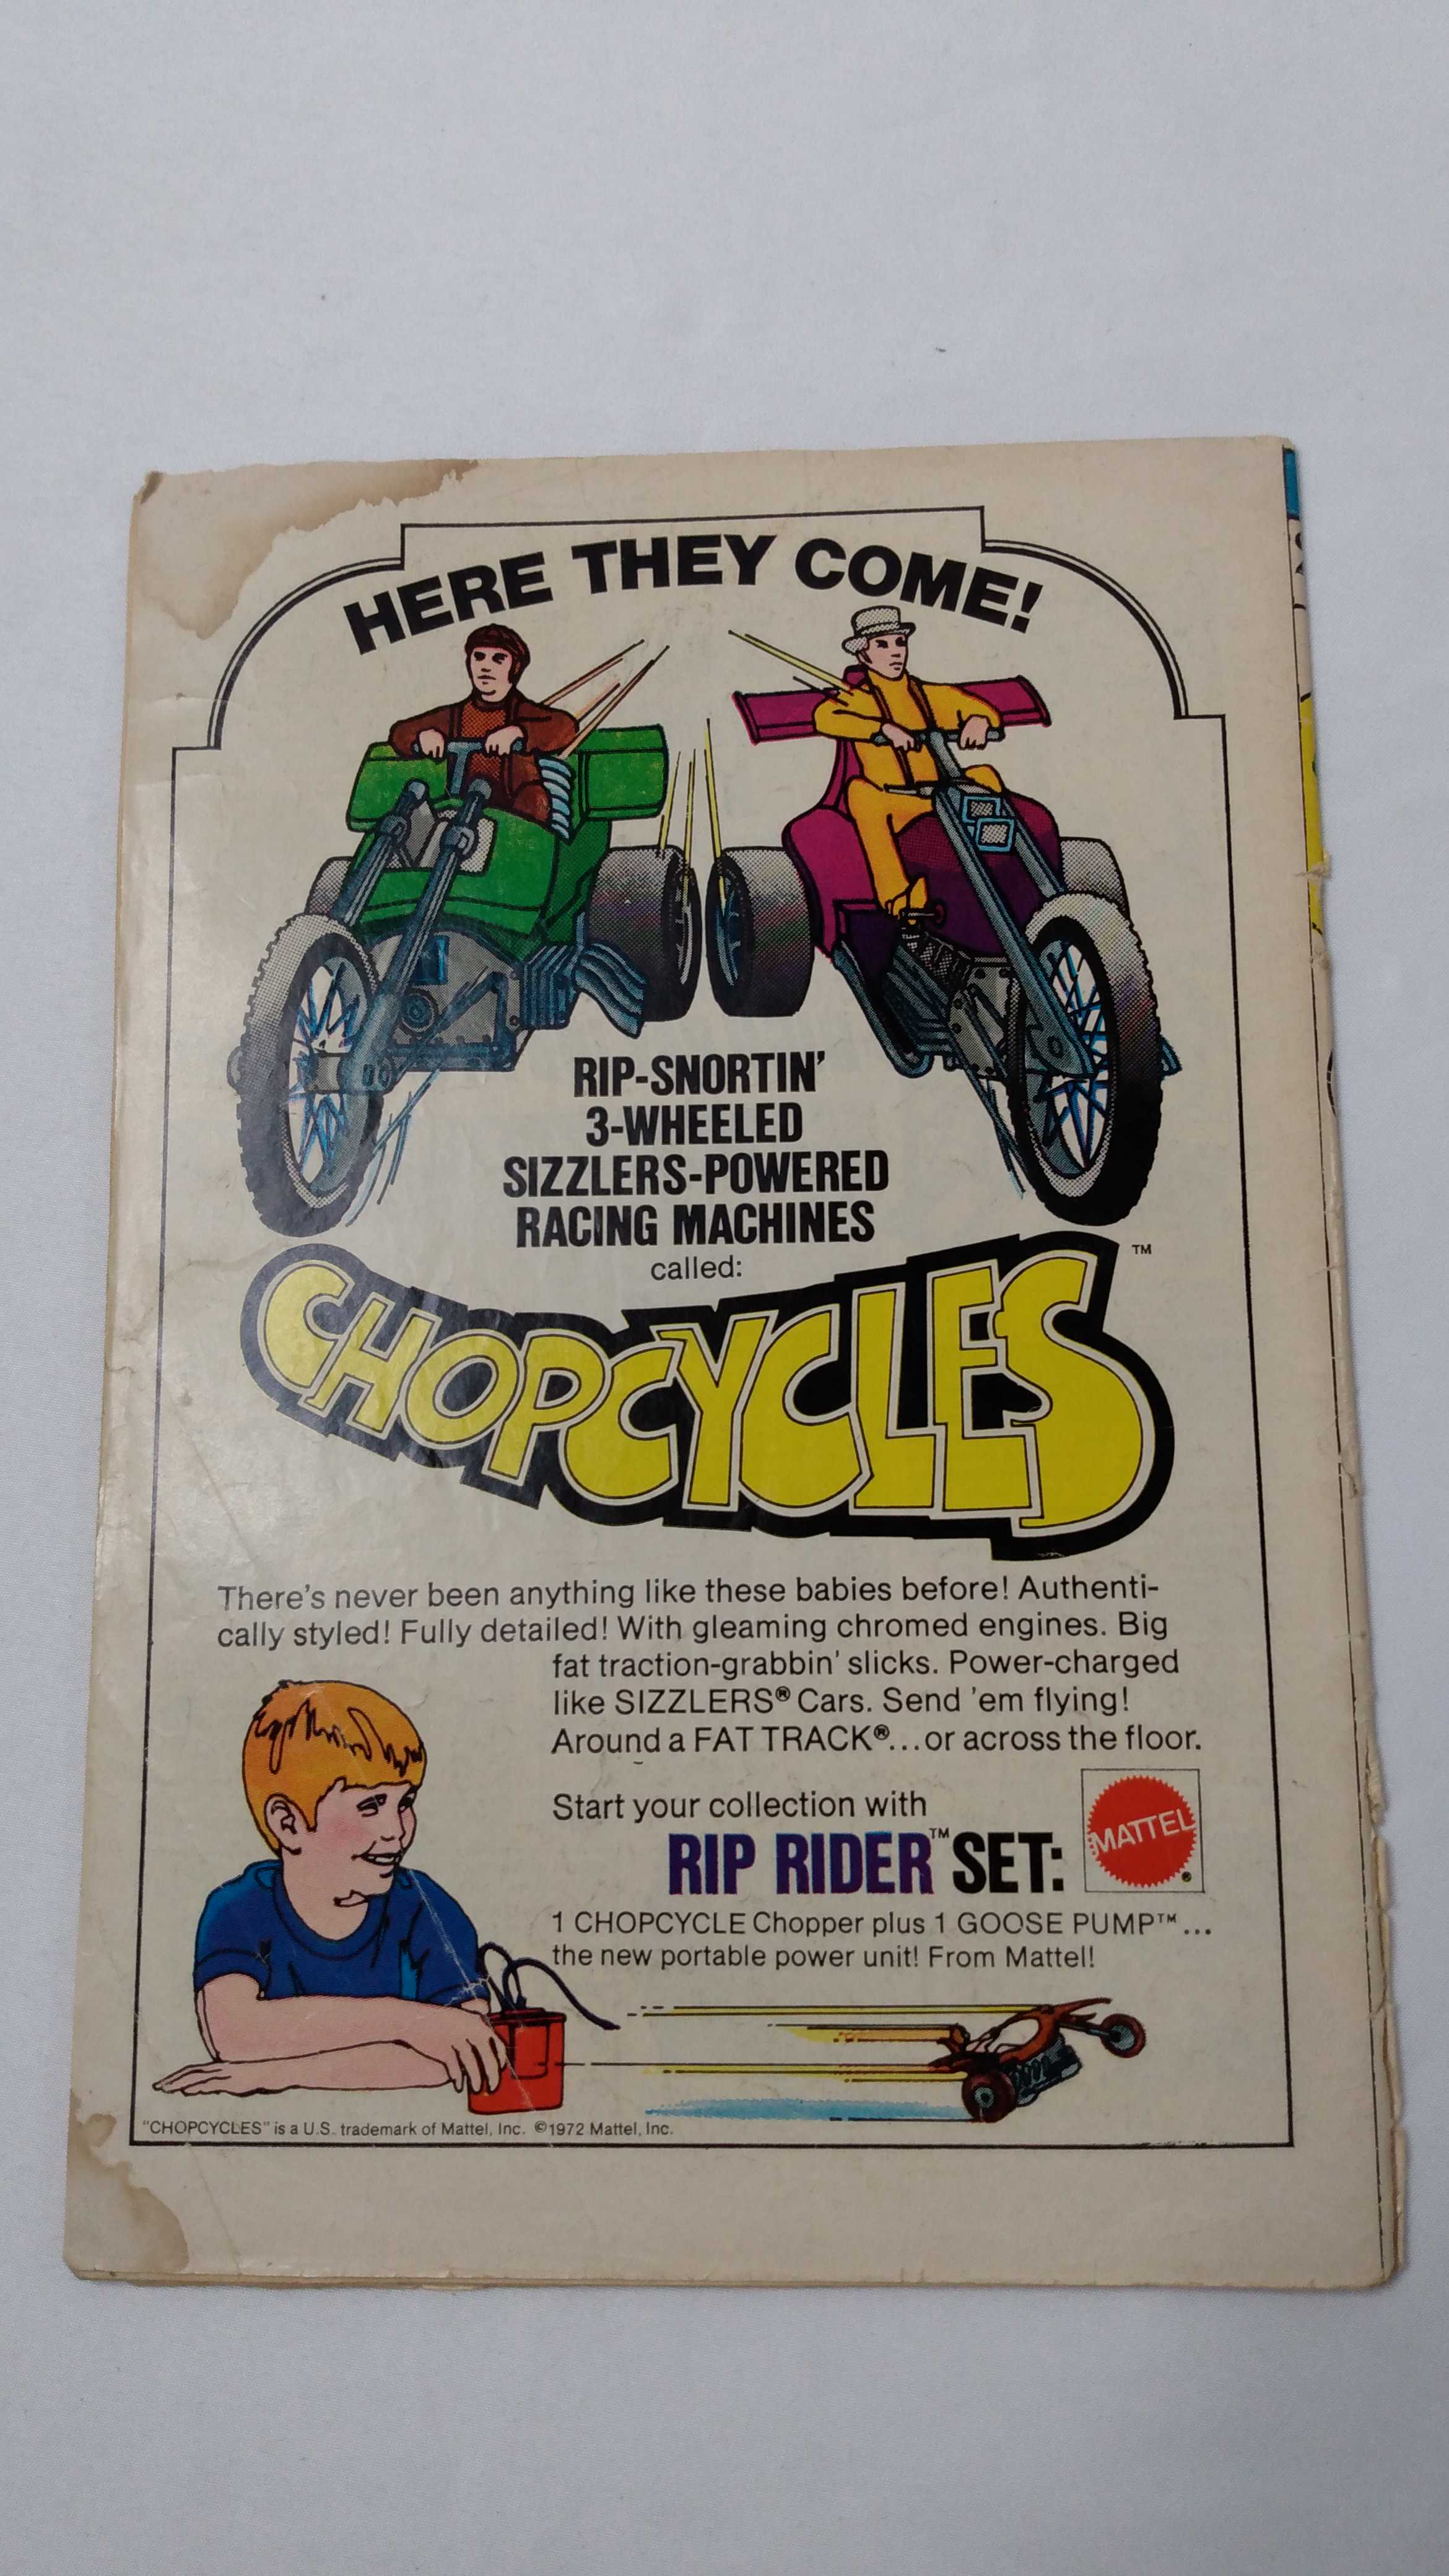 HERE THEY COME!
RIP-SNORTIN'
3-WHEELED
SIZZLERS-POWERED
RACING MACHINES
called:
CHOPCYCLES™
There's never been anything like these babies before! Authenti-
cally styled! Fully detailed! With gleaming chromed engines. Big
fat traction-grabbin' slicks. Power-charged
like SIZZLERS® Cars. Send 'em flying!
Around a FAT TRACK®...or across the floor.
Start your collection with
RIP RIDER™ SET:
MATTEL®
1 CHOPCYCLE Chopper plus 1 GOOSE PUMP™...
the new portable power unit! From Mattel!
"CHOPCYCLES" is a U.S. trademark of Mattel, Inc. ©1972 Mattel, Inc.